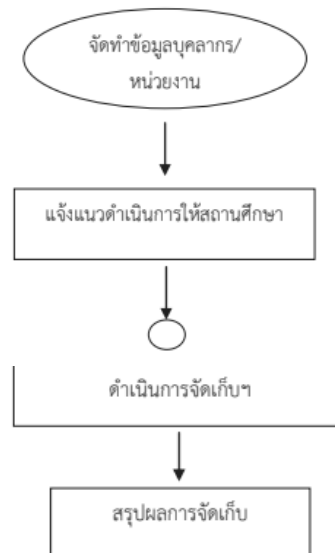 จัดทำข้อมูลบุคลากร/
หน่วยงาน
แจ้งแนวดำเนินการให้สถานศึกษา
ดำเนินการจัดเก็บฯ
สรุปผลการจัดเก็บ